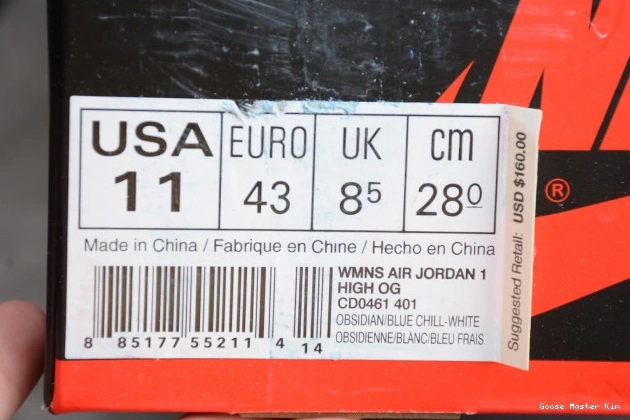 USA EURO UK cm
11 43 8 5 28 0
Made in China / Fabrique en Chine / Hecho en China
WMNS AIR JORDAN 1
HIGH OG
CD0461 401
OBSIDIAN/BLUE CHILL-WHITE
OBSIDIENNE/BLANC/BLEU FRAIS
8 85177 55211 4 14
Suggested Retail: USD $160.00
®
Goose Master Kim